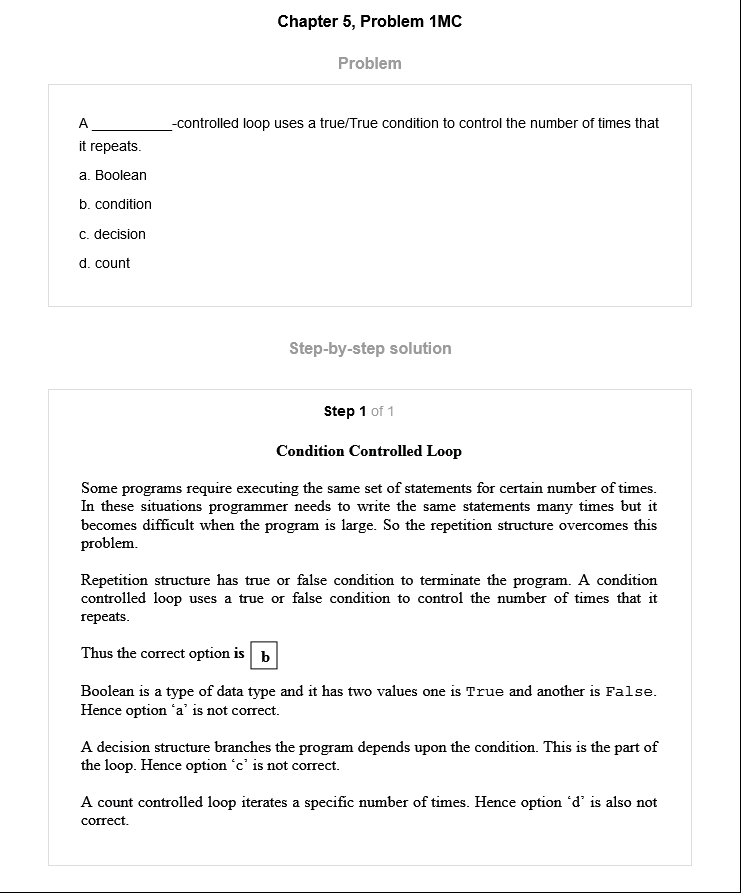 Chapter 5, Problem 1MC
Problem
A __________-controlled loop uses a true/True condition to control the number of times that
it repeats.
a. Boolean
b. condition
c. decision
d. count
Step-by-step solution
Step 1 of 1
Condition Controlled Loop
Some programs require executing the same set of statements for certain number of times.
In these situations programmer needs to write the same statements many times but it
becomes difficult when the program is large. So the repetition structure overcomes this
problem.
Repetition structure has true or false condition to terminate the program. A condition
controlled loop uses a true or false condition to control the number of times that it
repeats.
Thus the correct option is b
Boolean is a type of data type and it has two values one is True and another is False.
Hence option ‘a’ is not correct.
A decision structure branches the program depends upon the condition. This is the part of
the loop. Hence option ‘c’ is not correct.
A count controlled loop iterates a specific number of times. Hence option ‘d’ is also not
correct.